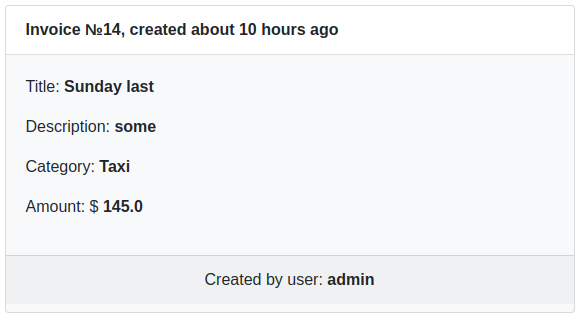 Invoice №14, created about 10 hours ago
Title: Sunday last
Description: some
Category: Taxi
Amount: $ 145.0
Created by user: admin